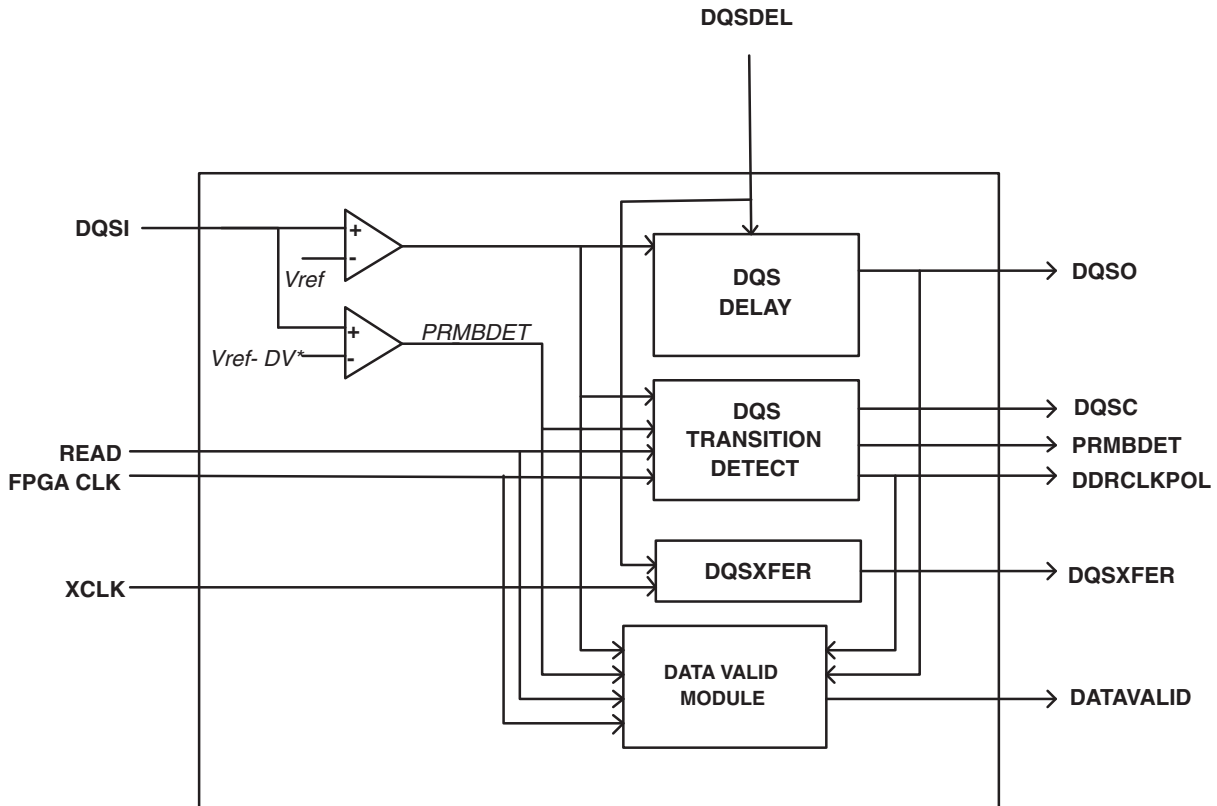 DQSDEL
DQSI
+
-
Vref
DQS
DELAY
DQSO
+
-
Vref- DV*
PRMBDET
DQS
TRANSITION
DETECT
DQSC
PRMBDET
DDRCLKPOL
READ
FPGA CLK
XCLK
DQSXFER
DQSXFER
DATA VALID
MODULE
DATAVALID